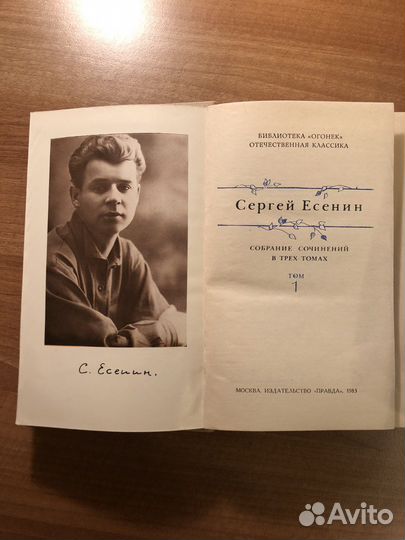 С. Есенин.
БИБЛИОТЕКА «ОГОНЕК»
ОТЕЧЕСТВЕННАЯ КЛАССИКА
Сергей Есенин
СОБРАНИЕ СОЧИНЕНИЙ
В ТРЕХ ТОМАХ
ТОМ
1
МОСКВА. ИЗДАТЕЛЬСТВО «ПРАВДА», 1983
Avito